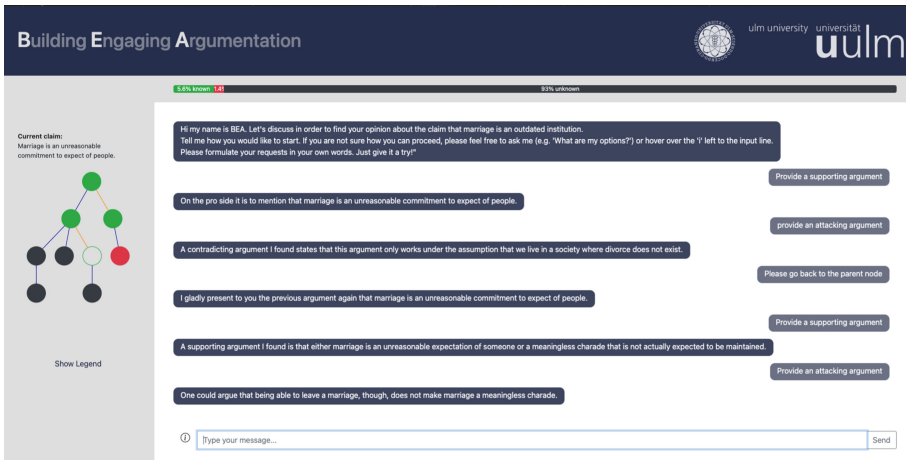 Building Engaging Argumentation
ulm university universität
uulm
5.6% known 1.41
93% unknown
Current claim:
Marriage is an unreasonable
commitment to expect of people.
Show Legend
Hi my name is BEA. Let's discuss in order to find your opinion about the claim that marriage is an outdated institution.
Tell me how you would like to start. If you are not sure how you can proceed, please feel free to ask me (e.g. 'What are my options?') or hover over the 'i' left to the input line.
Please formulate your requests in your own words. Just give it a try!"
Provide a supporting argument
On the pro side it is to mention that marriage is an unreasonable commitment to expect of people.
provide an attacking argument
A contradicting argument I found states that this argument only works under the assumption that we live in a society where divorce does not exist.
Please go back to the parent node
I gladly present to you the previous argument again that marriage is an unreasonable commitment to expect of people.
Provide a supporting argument
A supporting argument I found is that either marriage is an unreasonable expectation of someone or a meaningless charade that is not actually expected to be maintained.
Provide an attacking argument
One could argue that being able to leave a marriage, though, does not make marriage a meaningless charade.
i
Type your message...
Send